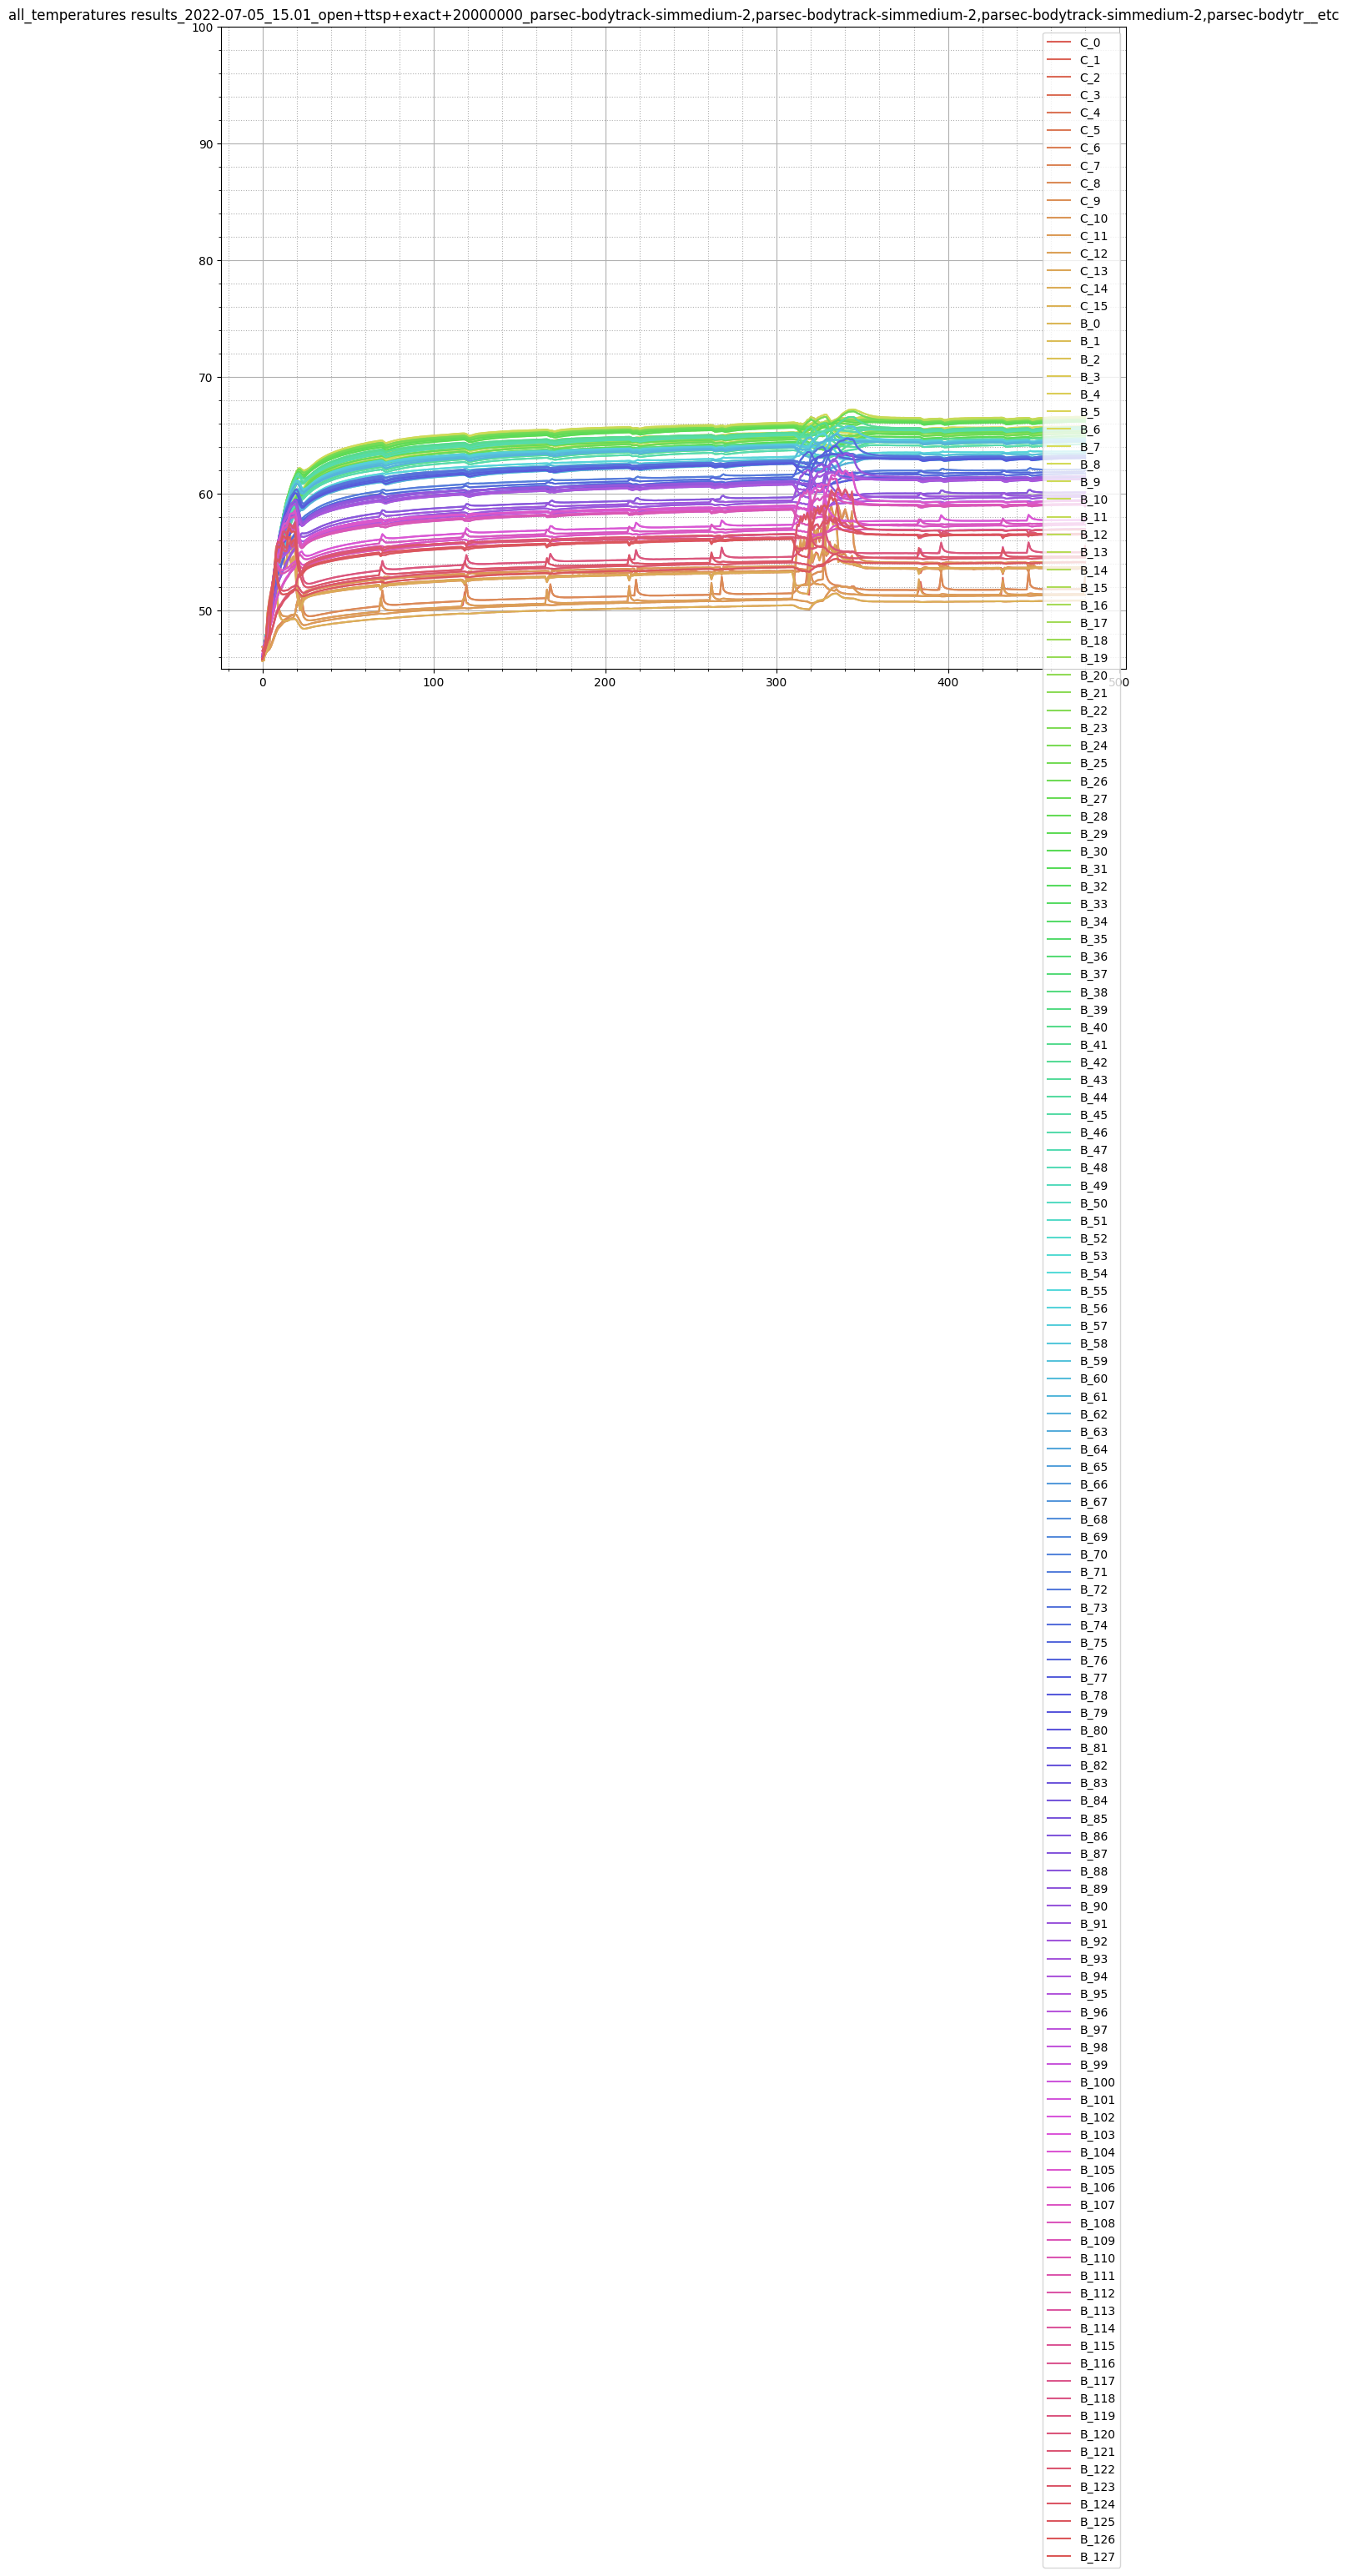 all_temperatures results_2022-07-05_15.01_open+ttsp+exact+20000000_parsec-bodytrack-simmedium-2,parsec-bodytrack-simmedium-2,parsec-bodytrack-simmedium-2,parsec-bodytr__etc
100
90
80
70
60
50
0
100
200
300
400
500
C_0
C_1
C_2
C_3
C_4
C_5
C_6
C_7
C_8
C_9
C_10
C_11
C_12
C_13
C_14
C_15
B_0
B_1
B_2
B_3
B_4
B_5
B_6
B_7
B_8
B_9
B_10
B_11
B_12
B_13
B_14
B_15
B_16
B_17
B_18
B_19
B_20
B_21
B_22
B_23
B_24
B_25
B_26
B_27
B_28
B_29
B_30
B_31
B_32
B_33
B_34
B_35
B_36
B_37
B_38
B_39
B_40
B_41
B_42
B_43
B_44
B_45
B_46
B_47
B_48
B_49
B_50
B_51
B_52
B_53
B_54
B_55
B_56
B_57
B_58
B_59
B_60
B_61
B_62
B_63
B_64
B_65
B_66
B_67
B_68
B_69
B_70
B_71
B_72
B_73
B_74
B_75
B_76
B_77
B_78
B_79
B_80
B_81
B_82
B_83
B_84
B_85
B_86
B_87
B_88
B_89
B_90
B_91
B_92
B_93
B_94
B_95
B_96
B_97
B_98
B_99
B_100
B_101
B_102
B_103
B_104
B_105
B_106
B_107
B_108
B_109
B_110
B_111
B_112
B_113
B_114
B_115
B_116
B_117
B_118
B_119
B_120
B_121
B_122
B_123
B_124
B_125
B_126
B_127